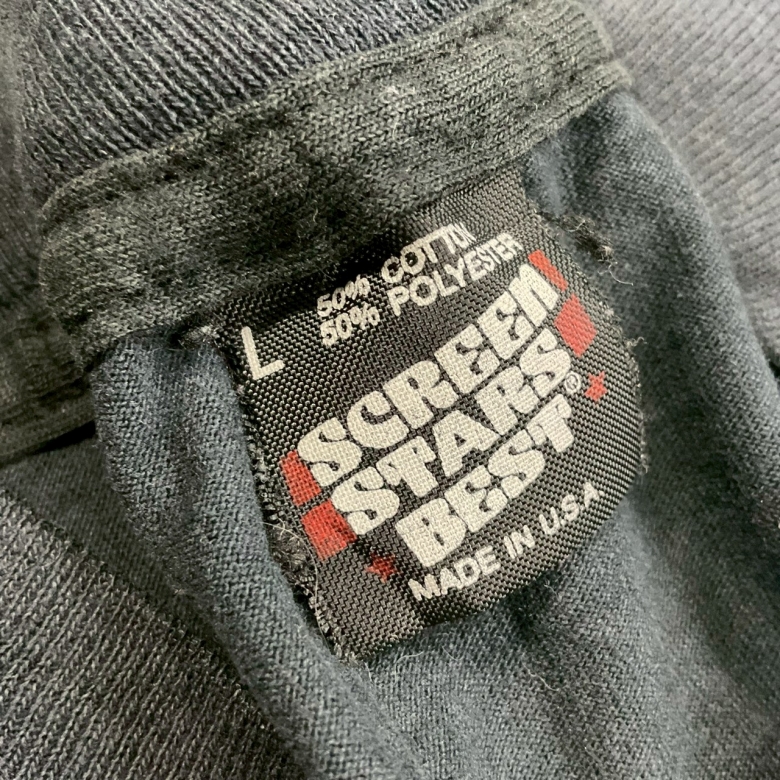 50% COTTON
50% POLYESTER
L
SCREEN
STARS®
BEST
MADE IN U.S.A.